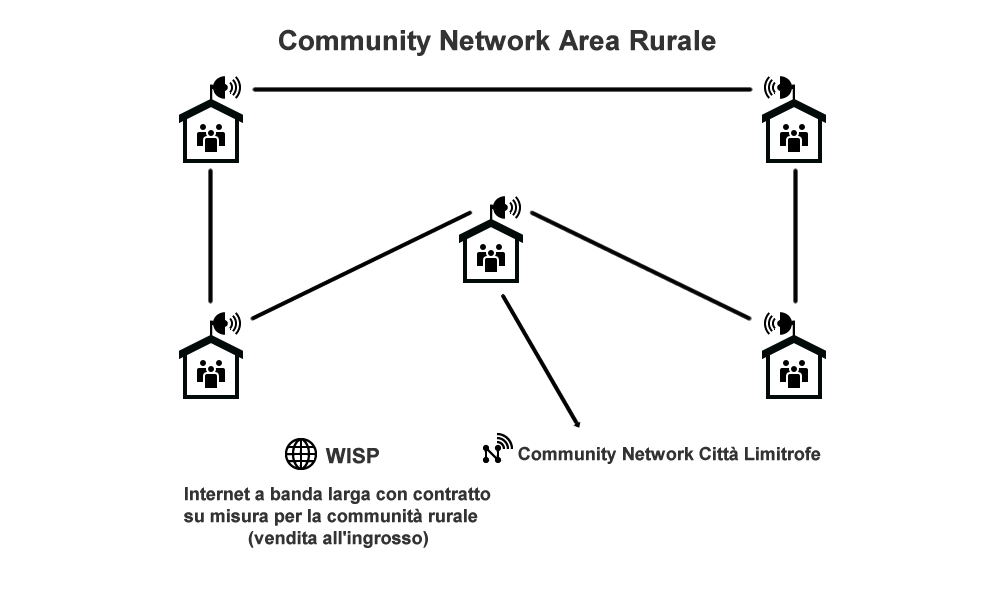 Community Network Area Rurale
WISP
Community Network Città Limitrofe
Internet a banda larga con contratto
su misura per la communità rurale
(vendita all'ingrosso)